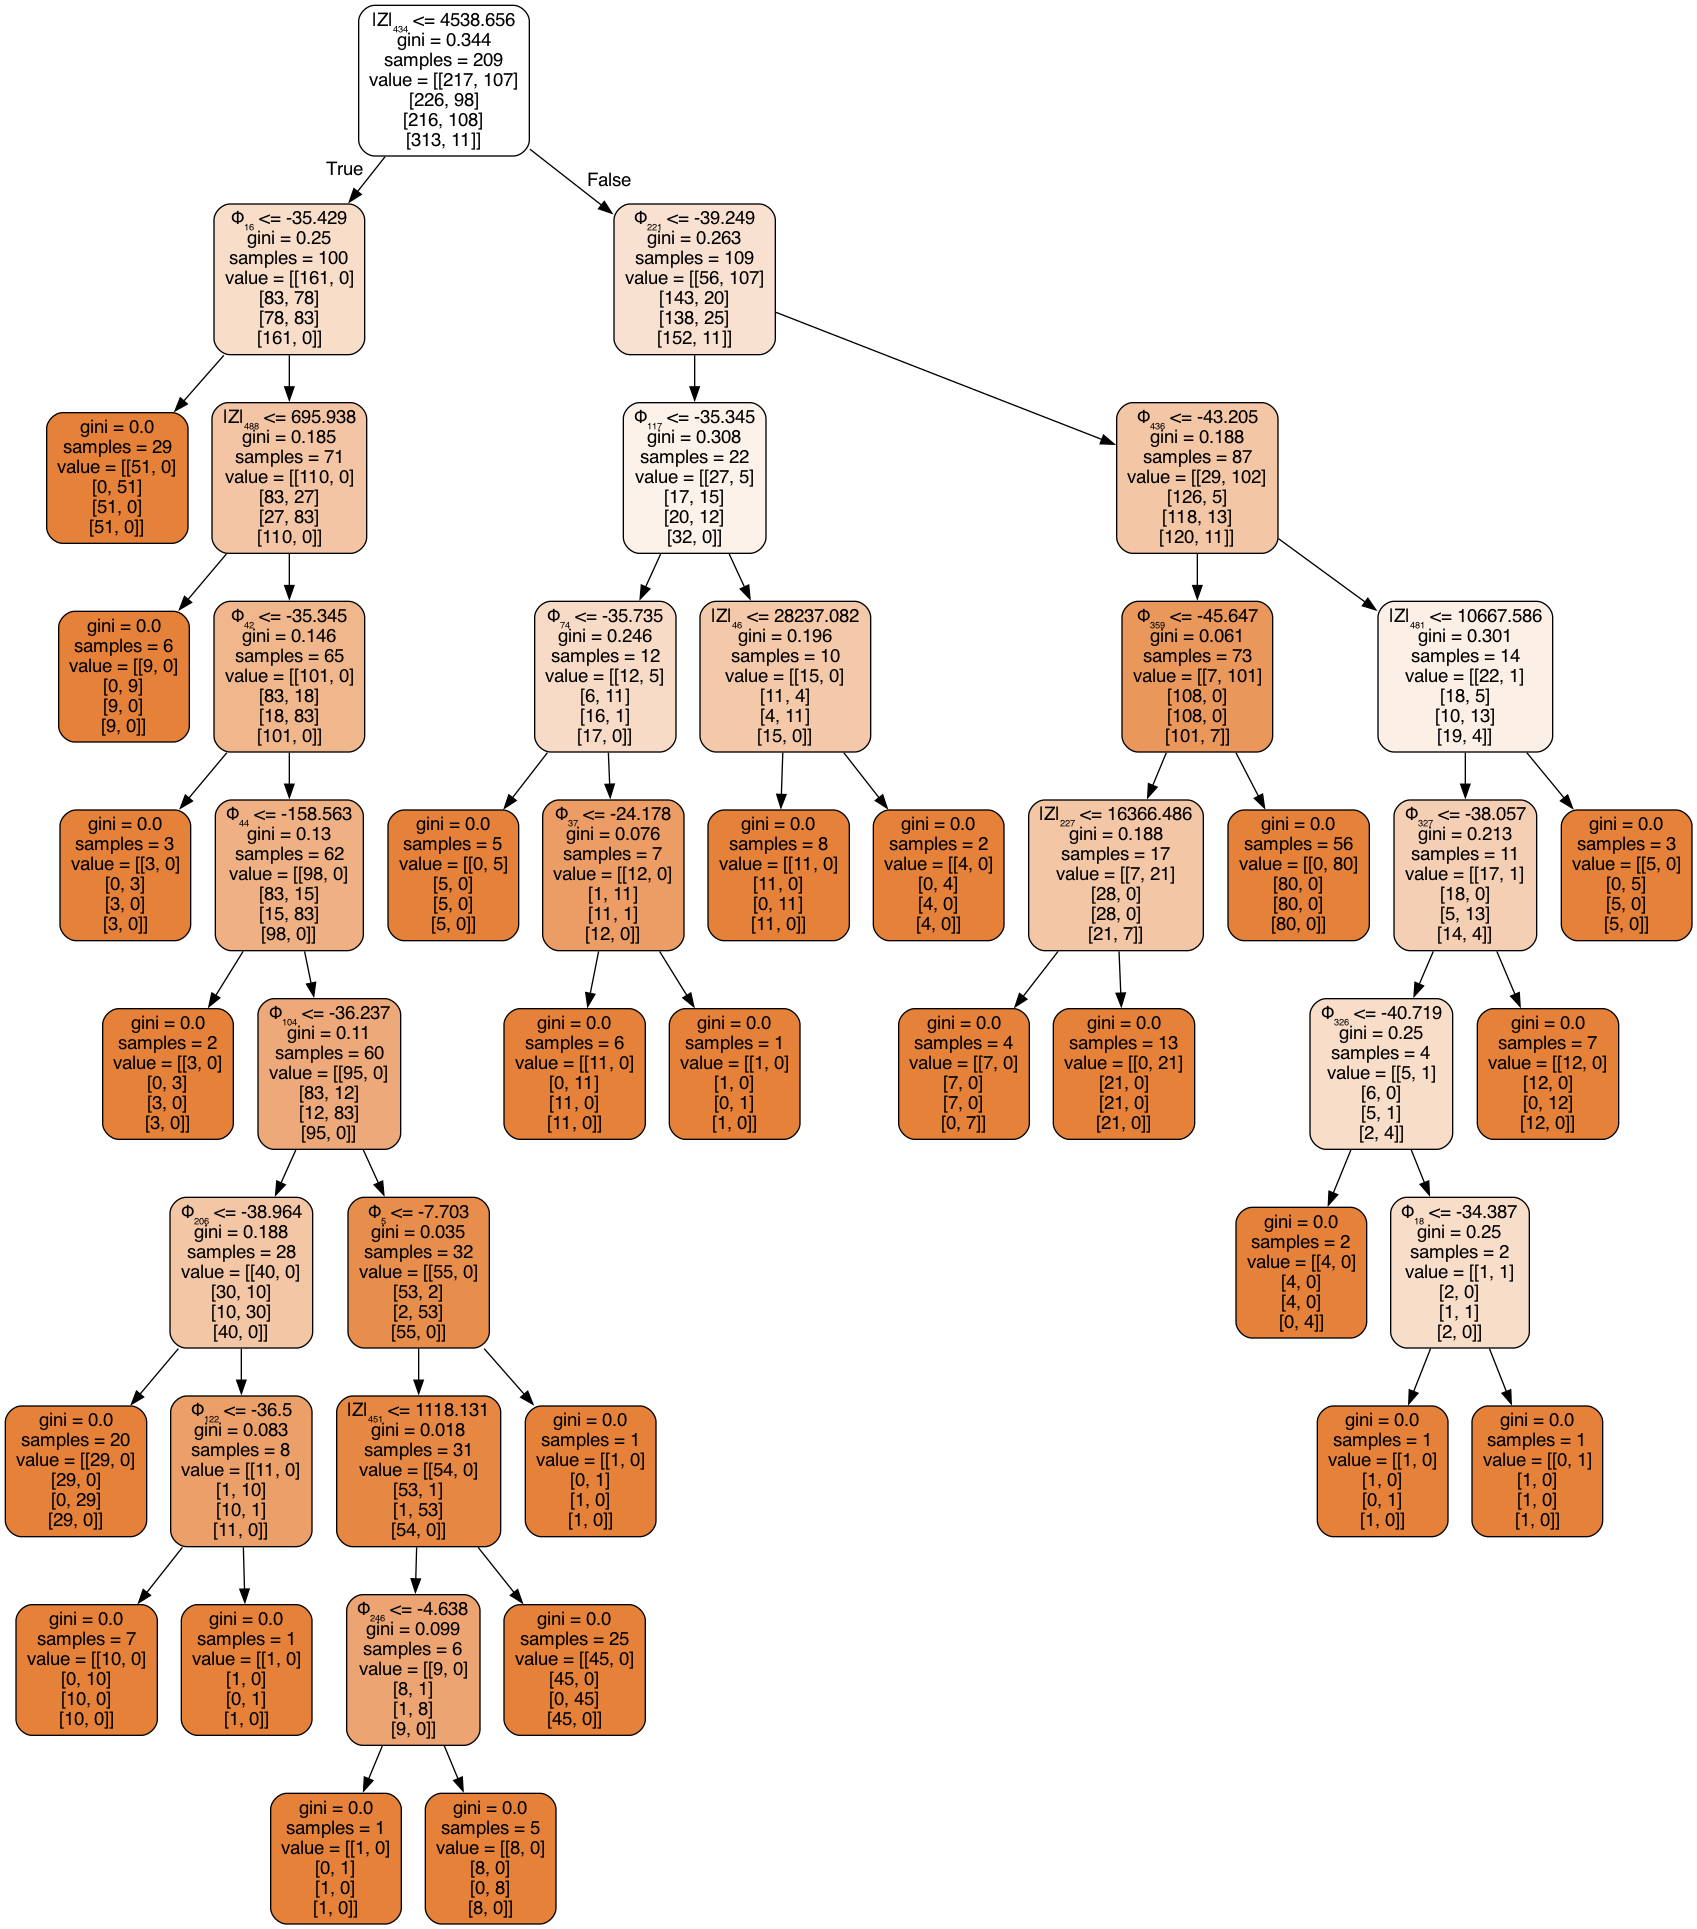 |Z|₄₃₄ <= 4538.656
gini = 0.344
samples = 209
value = [[217, 107]
[226, 98]
[216, 108]
[313, 11]]
True
False
Φ₁₆ <= -35.429
gini = 0.25
samples = 100
value = [[161, 0]
[83, 78]
[78, 83]
[161, 0]]
Φ₂₂₁ <= -39.249
gini = 0.263
samples = 109
value = [[56, 107]
[143, 20]
[138, 25]
[152, 11]]
gini = 0.0
samples = 29
value = [[51, 0]
[0, 51]
[51, 0]
[51, 0]]
|Z|₄₈₈ <= 695.938
gini = 0.185
samples = 71
value = [[110, 0]
[83, 27]
[27, 83]
[110, 0]]
Φ₁₁₇ <= -35.345
gini = 0.308
samples = 22
value = [[27, 5]
[17, 15]
[20, 12]
[32, 0]]
Φ₄₃₆ <= -43.205
gini = 0.188
samples = 87
value = [[29, 102]
[126, 5]
[118, 13]
[120, 11]]
gini = 0.0
samples = 6
value = [[9, 0]
[0, 9]
[9, 0]
[9, 0]]
Φ₄₂ <= -35.345
gini = 0.146
samples = 65
value = [[101, 0]
[83, 18]
[18, 83]
[101, 0]]
Φ₇₄ <= -35.735
gini = 0.246
samples = 12
value = [[12, 5]
[6, 11]
[16, 1]
[17, 0]]
|Z|₄₆ <= 28237.082
gini = 0.196
samples = 10
value = [[15, 0]
[11, 4]
[4, 11]
[15, 0]]
Φ₃₅₉ <= -45.647
gini = 0.061
samples = 73
value = [[7, 101]
[108, 0]
[108, 0]
[101, 7]]
|Z|₄₈₁ <= 10667.586
gini = 0.301
samples = 14
value = [[22, 1]
[18, 5]
[10, 13]
[19, 4]]
gini = 0.0
samples = 3
value = [[3, 0]
[0, 3]
[3, 0]
[3, 0]]
Φ₄₄ <= -158.563
gini = 0.13
samples = 62
value = [[98, 0]
[83, 15]
[15, 83]
[98, 0]]
gini = 0.0
samples = 5
value = [[0, 5]
[5, 0]
[5, 0]
[5, 0]]
Φ₃₇ <= -24.178
gini = 0.076
samples = 7
value = [[12, 0]
[1, 11]
[11, 1]
[12, 0]]
gini = 0.0
samples = 8
value = [[11, 0]
[11, 0]
[0, 11]
[11, 0]]
gini = 0.0
samples = 2
value = [[4, 0]
[0, 4]
[4, 0]
[4, 0]]
|Z|₂₂₇ <= 16366.486
gini = 0.188
samples = 17
value = [[7, 21]
[28, 0]
[28, 0]
[21, 7]]
gini = 0.0
samples = 56
value = [[0, 80]
[80, 0]
[80, 0]
[80, 0]]
Φ₃₂₇ <= -38.057
gini = 0.213
samples = 11
value = [[17, 1]
[18, 0]
[5, 13]
[14, 4]]
gini = 0.0
samples = 3
value = [[5, 0]
[0, 5]
[5, 0]
[5, 0]]
gini = 0.0
samples = 2
value = [[3, 0]
[0, 3]
[3, 0]
[3, 0]]
Φ₁₀₄ <= -36.237
gini = 0.11
samples = 60
value = [[95, 0]
[83, 12]
[12, 83]
[95, 0]]
gini = 0.0
samples = 6
value = [[11, 0]
[0, 11]
[11, 0]
[11, 0]]
gini = 0.0
samples = 1
value = [[1, 0]
[1, 0]
[0, 1]
[1, 0]]
gini = 0.0
samples = 4
value = [[7, 0]
[7, 0]
[7, 0]
[0, 7]]
gini = 0.0
samples = 13
value = [[0, 21]
[21, 0]
[21, 0]
[21, 0]]
Φ₃₂₆ <= -40.719
gini = 0.25
samples = 4
value = [[5, 1]
[6, 0]
[5, 1]
[2, 4]]
gini = 0.0
samples = 7
value = [[12, 0]
[12, 0]
[0, 12]
[12, 0]]
Φ₂₀₆ <= -38.964
gini = 0.188
samples = 28
value = [[40, 0]
[30, 10]
[10, 30]
[40, 0]]
Φ₅ <= -7.703
gini = 0.035
samples = 32
value = [[55, 0]
[53, 2]
[2, 53]
[55, 0]]
gini = 0.0
samples = 2
value = [[4, 0]
[4, 0]
[4, 0]
[0, 4]]
Φ₁₈ <= -34.387
gini = 0.25
samples = 2
value = [[1, 1]
[2, 0]
[1, 1]
[2, 0]]
gini = 0.0
samples = 20
value = [[29, 0]
[29, 0]
[0, 29]
[29, 0]]
Φ₁₂₂ <= -36.5
gini = 0.083
samples = 8
value = [[11, 0]
[1, 10]
[10, 1]
[11, 0]]
|Z|₄₅₁ <= 1118.131
gini = 0.018
samples = 31
value = [[54, 0]
[53, 1]
[1, 53]
[54, 0]]
gini = 0.0
samples = 1
value = [[1, 0]
[0, 1]
[1, 0]
[1, 0]]
gini = 0.0
samples = 1
value = [[1, 0]
[1, 0]
[0, 1]
[1, 0]]
gini = 0.0
samples = 1
value = [[0, 1]
[1, 0]
[1, 0]
[1, 0]]
gini = 0.0
samples = 7
value = [[10, 0]
[0, 10]
[10, 0]
[10, 0]]
gini = 0.0
samples = 1
value = [[1, 0]
[1, 0]
[0, 1]
[1, 0]]
Φ₂₄₆ <= -4.638
gini = 0.099
samples = 6
value = [[9, 0]
[8, 1]
[1, 8]
[9, 0]]
gini = 0.0
samples = 25
value = [[45, 0]
[45, 0]
[0, 45]
[45, 0]]
gini = 0.0
samples = 1
value = [[1, 0]
[0, 1]
[1, 0]
[1, 0]]
gini = 0.0
samples = 5
value = [[8, 0]
[8, 0]
[0, 8]
[8, 0]]